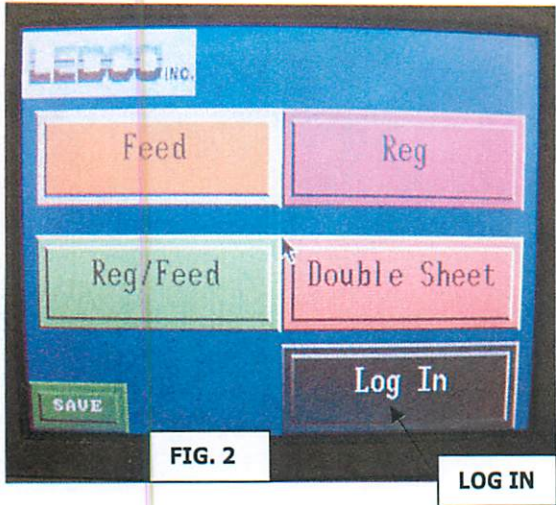 LEDCO INC.
Feed
Reg
Reg/Feed
Double Sheet
Log In
SAVE
FIG. 2
LOG IN